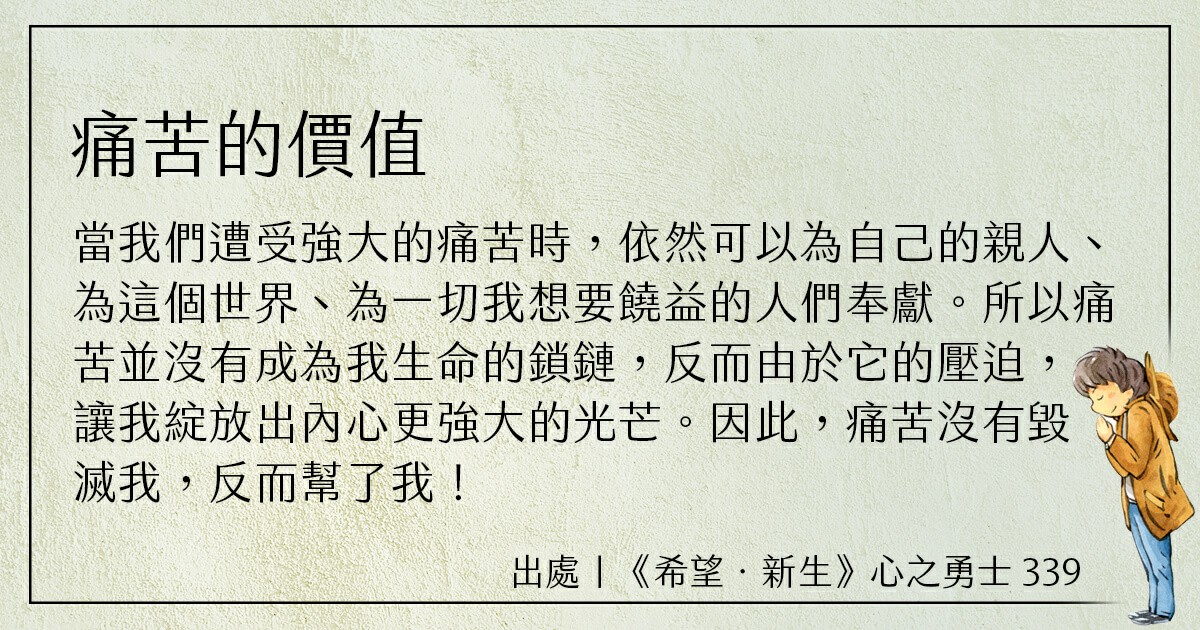 痛苦的價值
當我們遭受強大的痛苦時，依然可以為自己的親人、
為這個世界、為一切我想要饒益的人們奉獻。所以痛
苦並沒有成為我生命的鎖鏈，反而由於它的壓迫，
讓我綻放出內心更強大的光芒。因此，痛苦沒有毀
滅我，反而幫了我！
出處｜《希望．新生》心之勇士 339